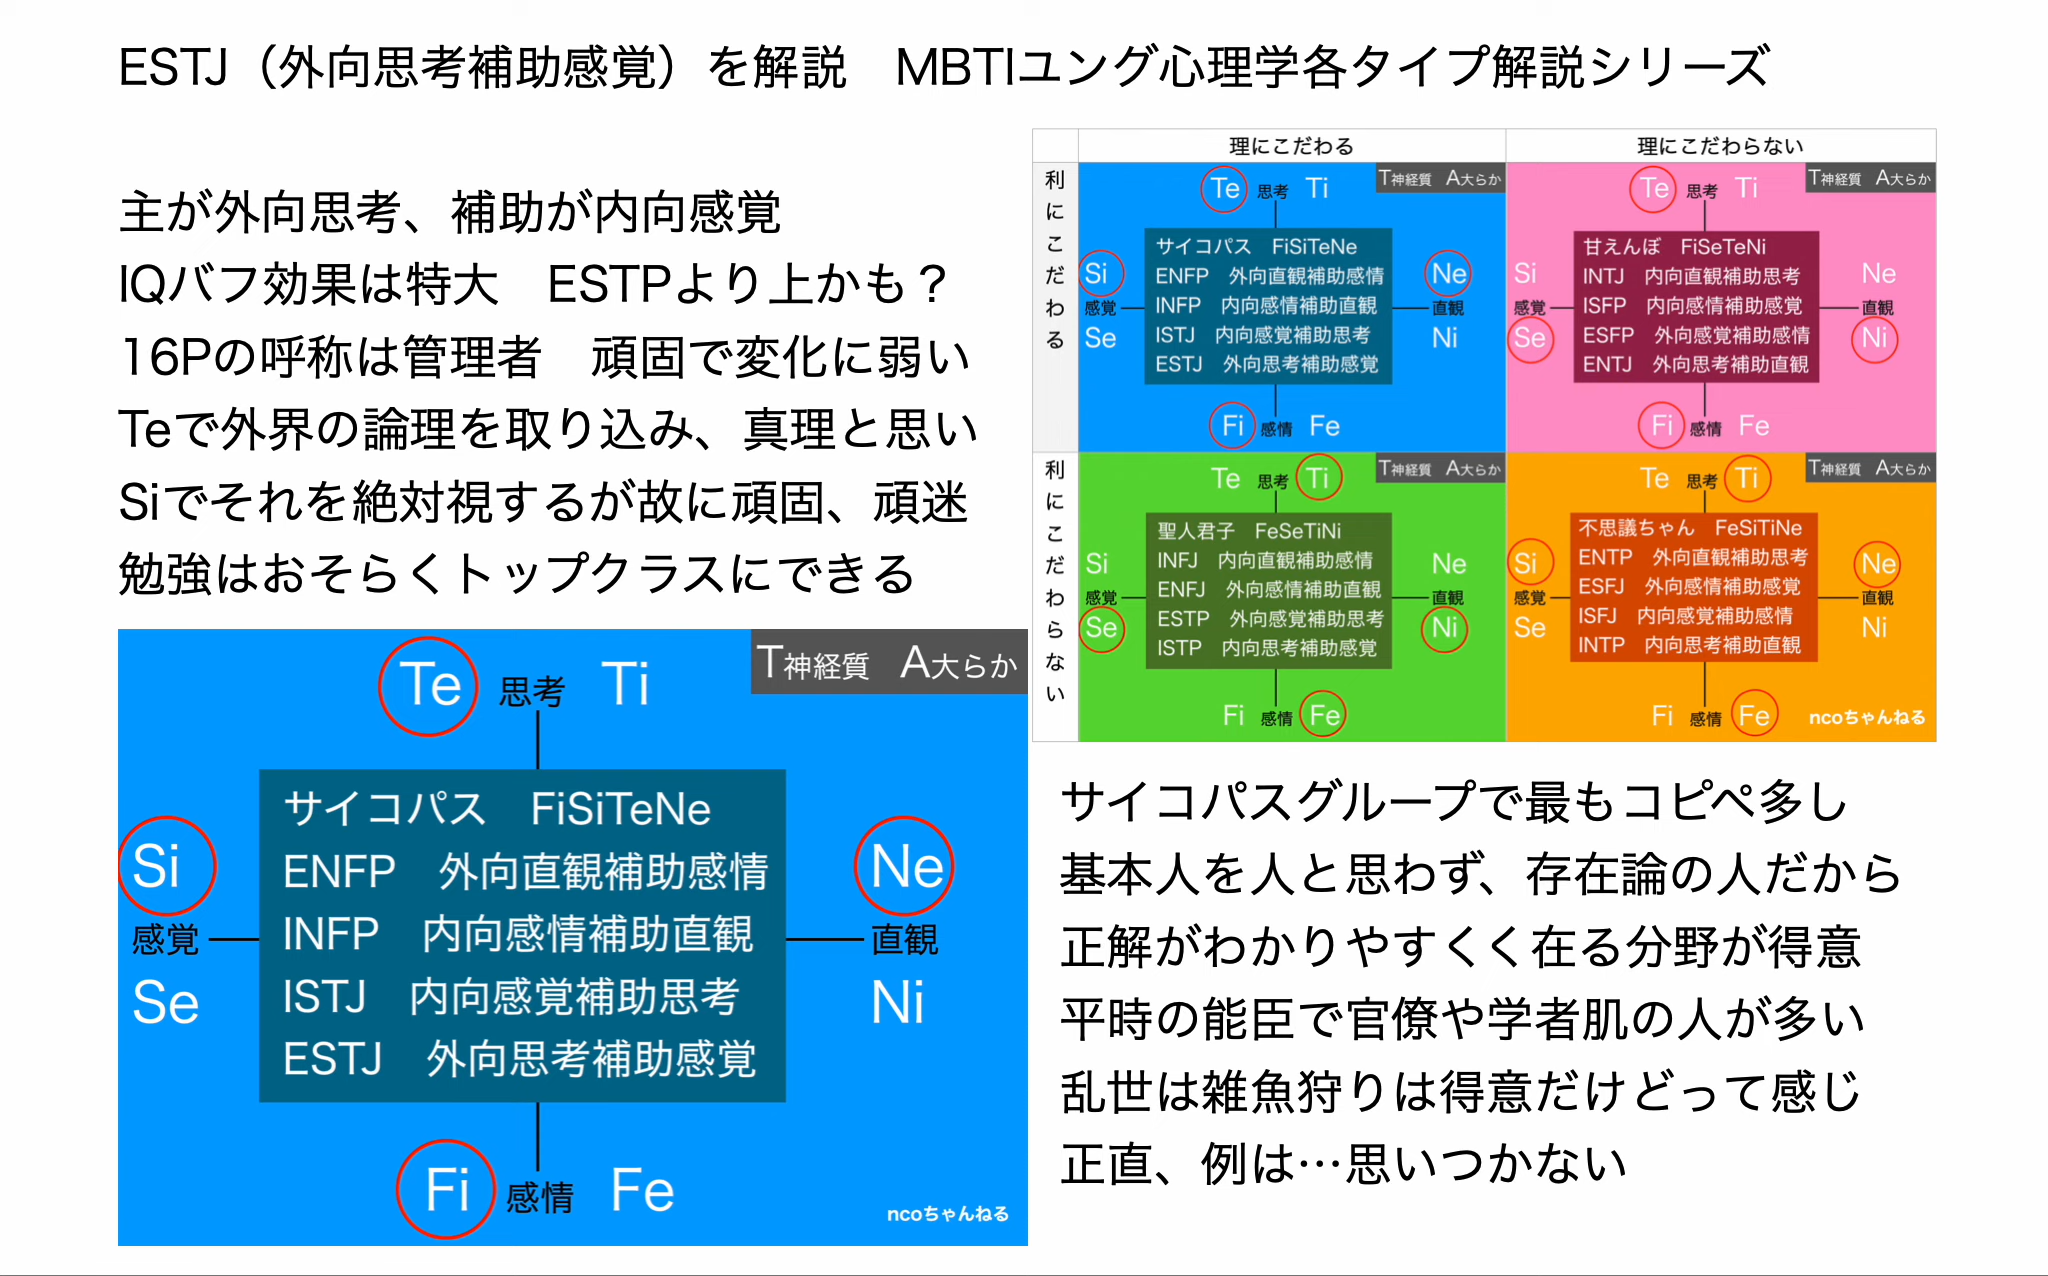 ESTJ（外向思考補助感覚）を解説　MBTIユング心理学各タイプ解説シリーズ
主が外向思考、補助が内向感覚
IQバフ効果は特大　ESTPより上かも？
16Pの呼称は管理者　頑固で変化に弱い
Teで外界の論理を取り込み、真理と思い
Siでそれを絶対視するが故に頑固、頑迷
勉強はおそらくトップクラスにできる
T神経質　A大らか
Te 思考 Ti
サイコパス　FiSiTeNe
ENFP　外向直観補助感情
INFP　内向感情補助直観
ISTJ　内向感覚補助思考
ESTJ　外向思考補助感覚
Si
感覚
Se
Ne
直観
Ni
Fi 感情 Fe
ncoちゃんねる
理にこだわる
理にこだわらない
利にこだわる
T神経質　A大らか
Te 思考 Ti
サイコパス　FiSiTeNe
ENFP　外向直観補助感情
INFP　内向感情補助直観
ISTJ　内向感覚補助思考
ESTJ　外向思考補助感覚
Si
感覚
Se
Ne
直観
Ni
Fi 感情 Fe
T神経質　A大らか
Te 思考 Ti
甘えんぼ　FiSeTeNi
INTJ　内向直観補助思考
ISFP　内向感情補助感覚
ESFP　外向感覚補助感情
ENTJ　外向思考補助直観
Si
感覚
Se
Ne
直観
Ni
Fi 感情 Fe
利にこだわらない
T神経質　A大らか
Te 思考 Ti
聖人君子　FeSeTiNi
INFJ　内向直観補助感情
ENFJ　外向感情補助直観
ESTP　外向感覚補助思考
ISTP　内向思考補助感覚
Si
感覚
Se
Ne
直観
Ni
Fi 感情 Fe
T神経質　A大らか
Te 思考 Ti
不思議ちゃん　FeSiTiNe
ENTP　外向直観補助思考
ESFJ　外向感情補助感覚
ISFJ　内向感覚補助感情
INTP　内向思考補助直観
Si
感覚
Se
Ne
直観
Ni
Fi 感情 Fe
ncoちゃんねる
サイコパスグループで最もコピペ多し
基本人を人と思わず、存在論の人だから
正解がわかりやすくく在る分野が得意
平時の能臣で官僚や学者肌の人が多い
乱世は雑魚狩りは得意だけどって感じ
正直、例は…思いつかない